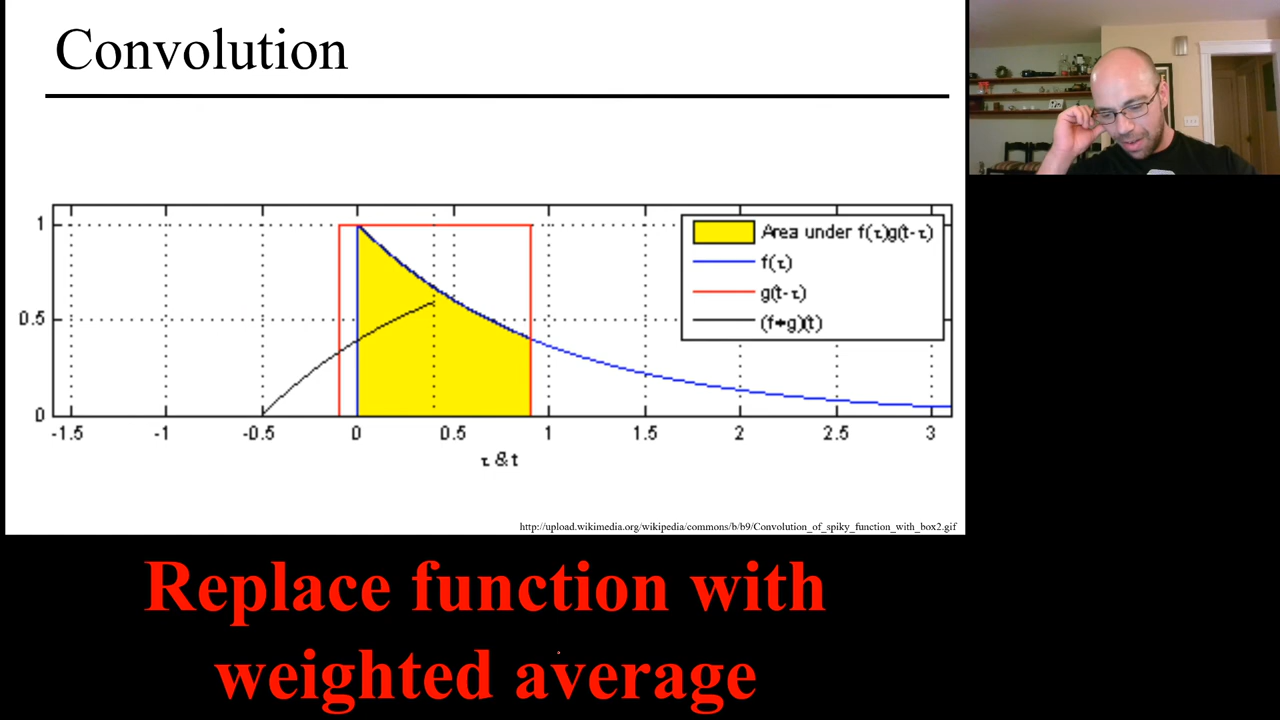 Convolution
1
0.5
0
-1.5 -1 -0.5 0 0.5 1 1.5 2 2.5 3
τ & t
Area under f(τ)g(t-τ)
f(τ)
g(t-τ)
(f∗g)(t)
http://upload.wikimedia.org/wikipedia/commons/b/b9/Convolution_of_spiky_function_with_box2.gif
Replace function with
weighted average